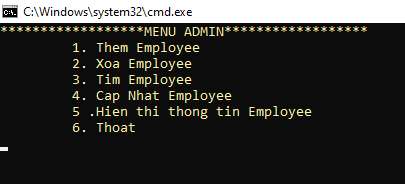 C:\Windows\system32\cmd.exe
******************MENU ADMIN******************
1. Them Employee
2. Xoa Employee
3. Tim Employee
4. Cap Nhat Employee
5 .Hien thi thong tin Employee
6. Thoat